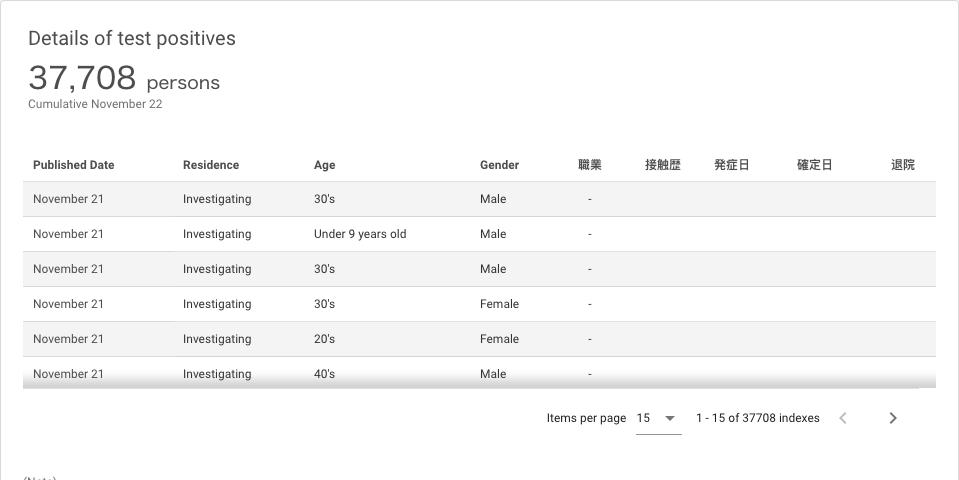 Details of test positives
37,708 persons
Cumulative November 22
Published Date Residence Age Gender 職業 接触歴 発症日 確定日 退院
November 21 Investigating 30's Male -
November 21 Investigating Under 9 years old Male -
November 21 Investigating 30's Male -
November 21 Investigating 30's Female -
November 21 Investigating 20's Female -
November 21 Investigating 40's Male -
Items per page 15 1 - 15 of 37708 indexes